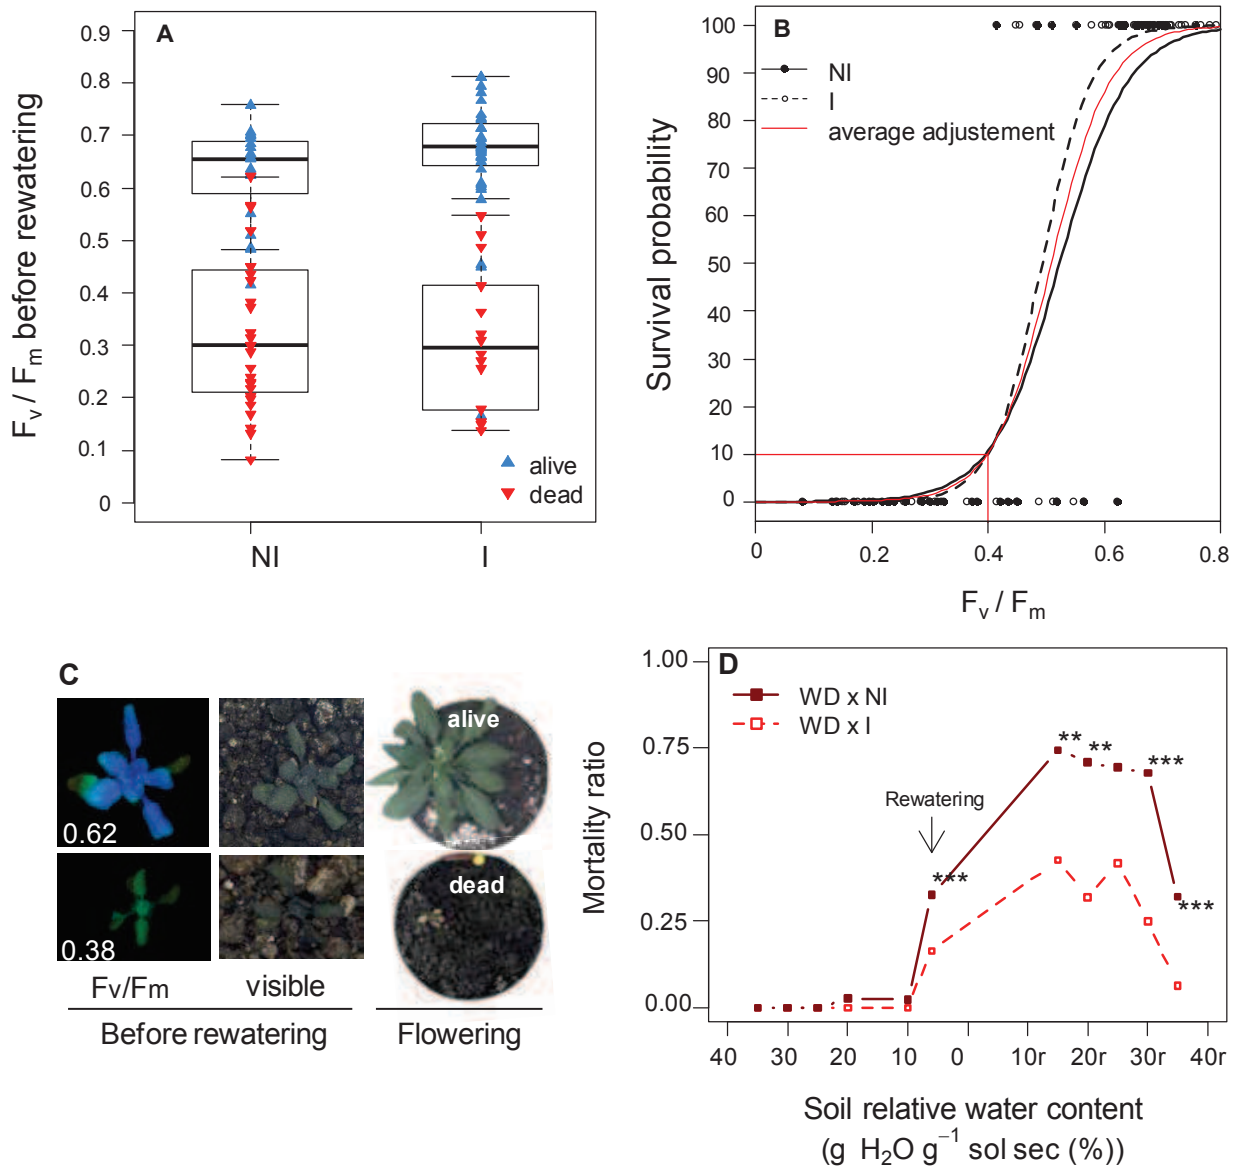 A
F_v / F_m before rewatering
0.9
0.8
0.7
0.6
0.5
0.4
0.3
0.2
0.1
0
alive
dead
NI
I
B
Survival probability
100
90
80
70
60
50
40
30
20
10
0
NI
I
average adjustement
0
0.2
0.4
0.6
0.8
F_v / F_m
C
0.62
0.38
alive
dead
Fv/Fm
visible
Before rewatering
Flowering
D
Mortality ratio
1.00
0.75
0.50
0.25
0.00
WD x NI
WD x I
Rewatering
***
**
**
***
***
40
30
20
10
0
10r
20r
30r
40r
Soil relative water content
(g H₂O g⁻¹ sol sec (%))